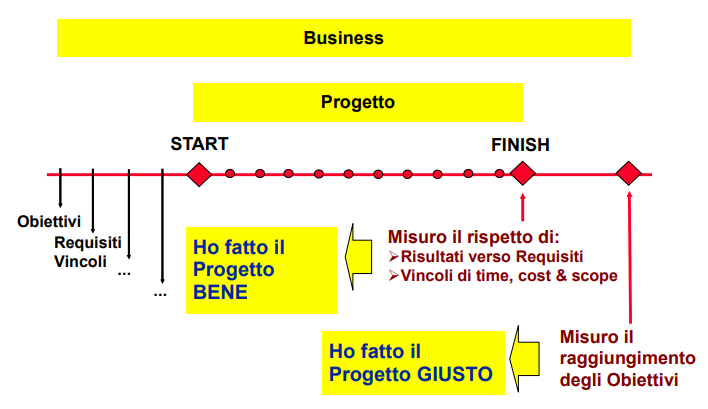 Business
Progetto
START
FINISH
Obiettivi
Requisiti
Vincoli
...
...
Ho fatto il
Progetto
BENE
Misuro il rispetto di:
➢Risultati verso Requisiti
➢Vincoli di time, cost & scope
Ho fatto il
Progetto GIUSTO
Misuro il
raggiungimento
degli Obiettivi